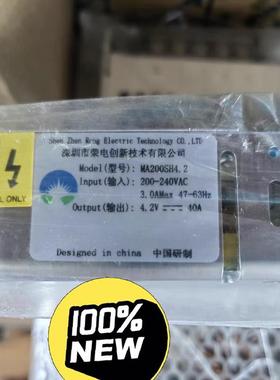 Shen Zhen Rong Electric Technology CO.,LTD
深圳市荣电创新技术有限公司
Model(型号): MA200SH4.2
Input(输入): 200-240VAC
3.0AMax 47-63Hz
Output(输出): 4.2V 40A
L ONLY
Designed in china 中国研制
100%
NEW